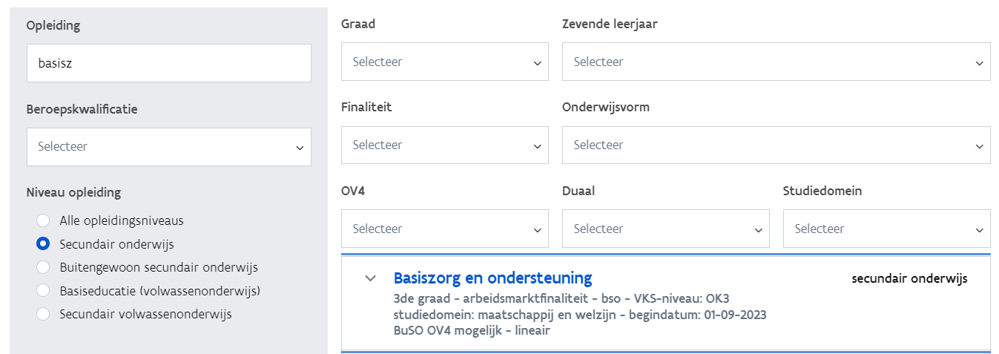 Opleiding
basisz
Beroepskwalificatie
Selecteer
Niveau opleiding
Alle opleidingsniveaus
Secundair onderwijs
Buitengewoon secundair onderwijs
Basiseducatie (volwassenonderwijs)
Secundair volwassenonderwijs
Graad
Selecteer
Zevende leerjaar
Selecteer
Finaliteit
Selecteer
Onderwijsvorm
Selecteer
OV4
Selecteer
Duaal
Selecteer
Studiedomein
Selecteer
Basiszorg en ondersteuning
secundair onderwijs
3de graad - arbeidsmarktfinaliteit - bso - VKS-niveau: OK3
studiedomein: maatschappij en welzijn - begindatum: 01-09-2023
BuSO OV4 mogelijk - lineair